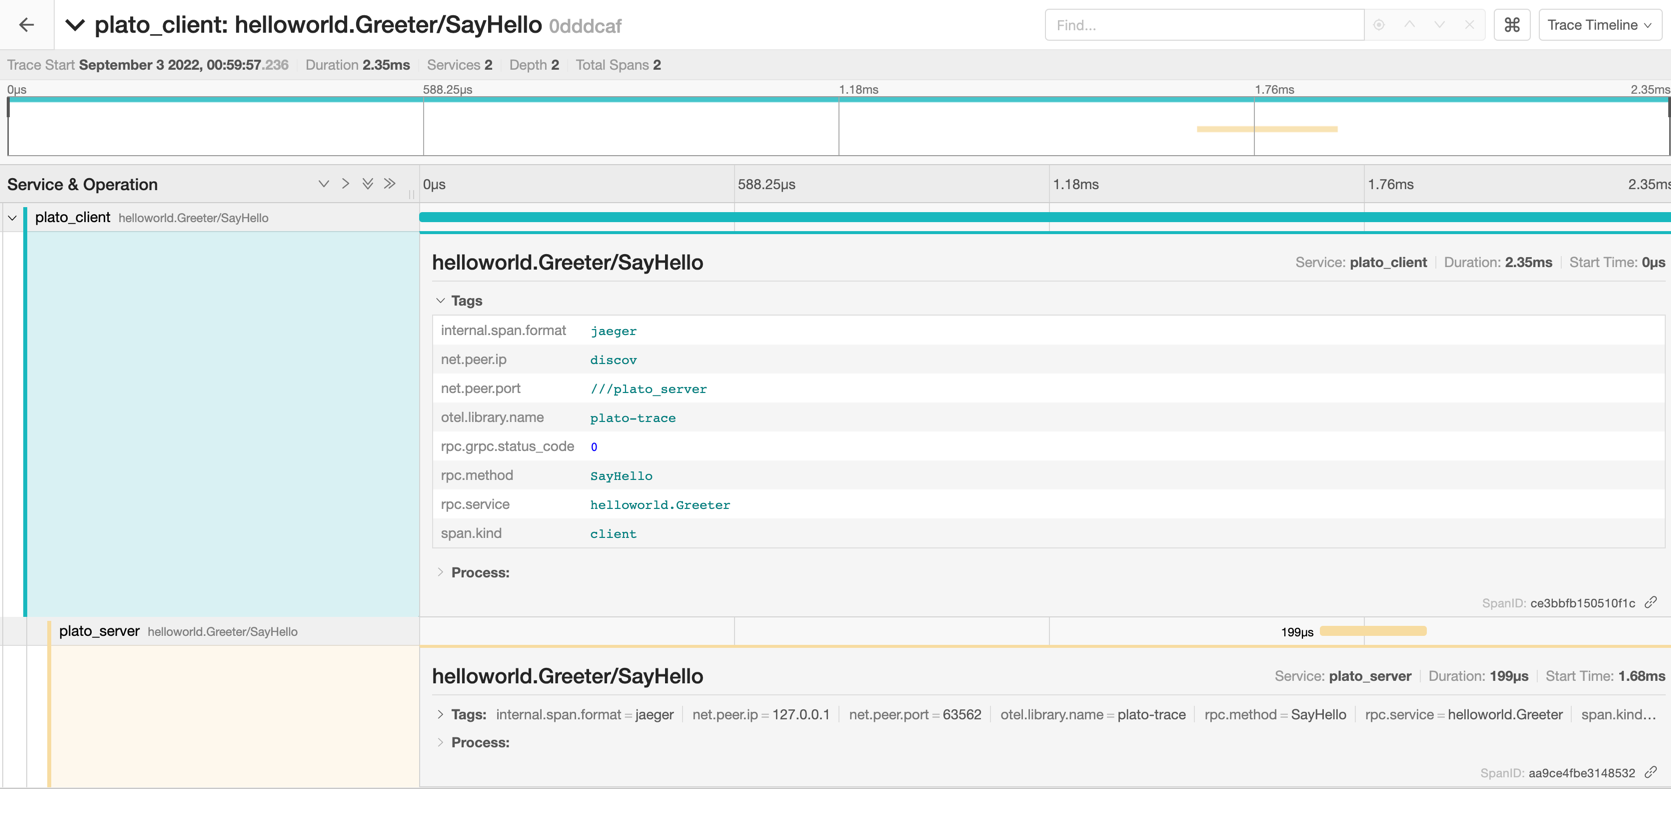 plato_client: helloworld.Greeter/SayHello 0dddcaf Find... ⌘ Trace Timeline
Trace Start September 3 2022, 00:59:57.236 Duration 2.35ms Services 2 Depth 2 Total Spans 2
0μs 588.25μs 1.18ms 1.76ms 2.35ms
Service & Operation 0μs 588.25μs 1.18ms 1.76ms 2.35ms
plato_client helloworld.Greeter/SayHello
helloworld.Greeter/SayHello Service: plato_client Duration: 2.35ms Start Time: 0μs
Tags
internal.span.format jaeger
net.peer.ip discov
net.peer.port ///plato_server
otel.library.name plato-trace
rpc.grpc.status_code 0
rpc.method SayHello
rpc.service helloworld.Greeter
span.kind client
Process:
SpanID: ce3bbfb150510f1c
plato_server helloworld.Greeter/SayHello 199μs
helloworld.Greeter/SayHello Service: plato_server Duration: 199μs Start Time: 1.68ms
Tags: internal.span.format = jaeger net.peer.ip = 127.0.0.1 net.peer.port = 63562 otel.library.name = plato-trace rpc.method = SayHello rpc.service = helloworld.Greeter span.kind...
Process:
SpanID: aa9ce4fbe3148532